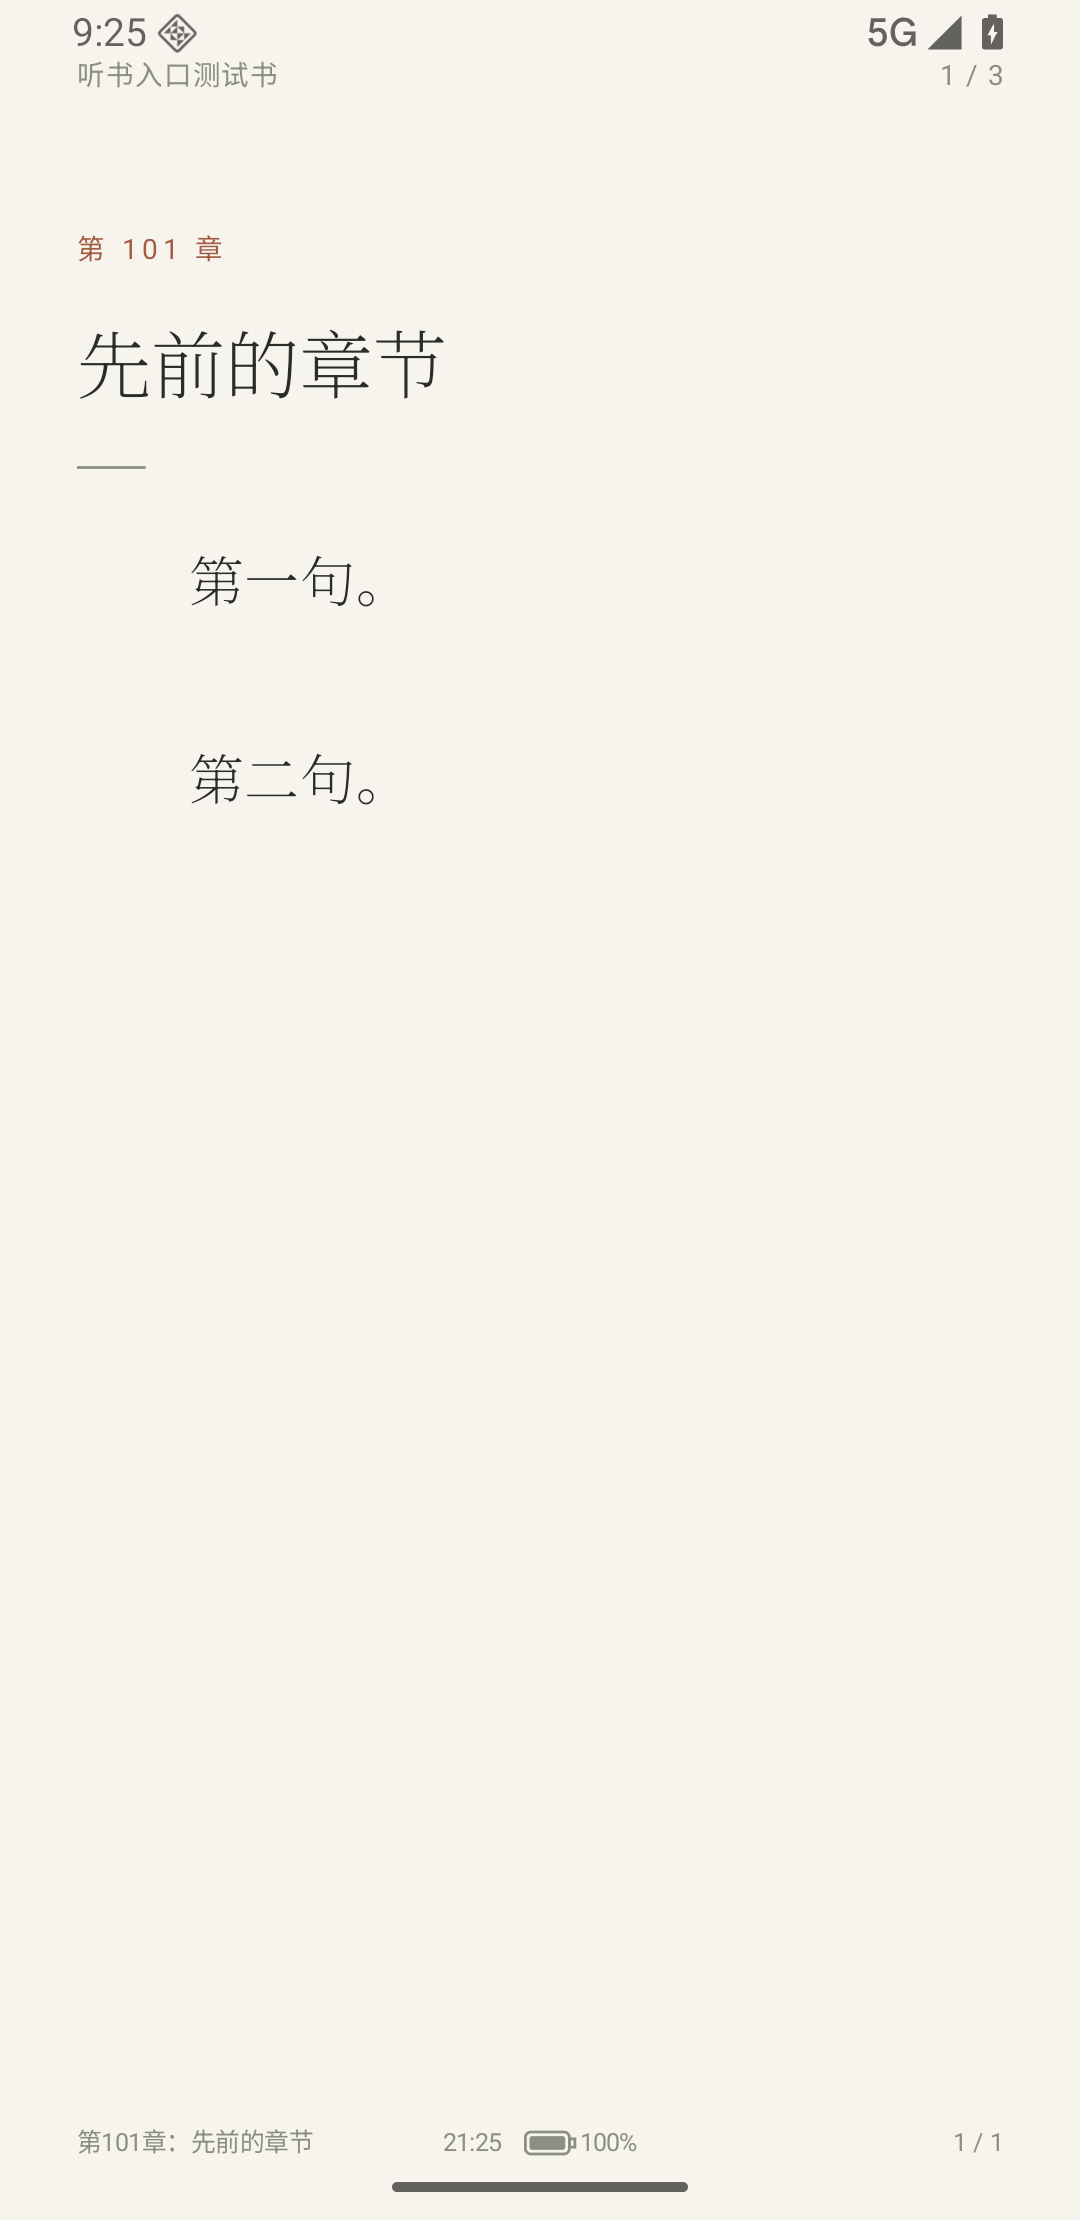 9:25 5G
听书入口测试书 1 / 3
第 101 章
先前的章节
第一句。
第二句。
第101章：先前的章节 21:25 100% 1 / 1